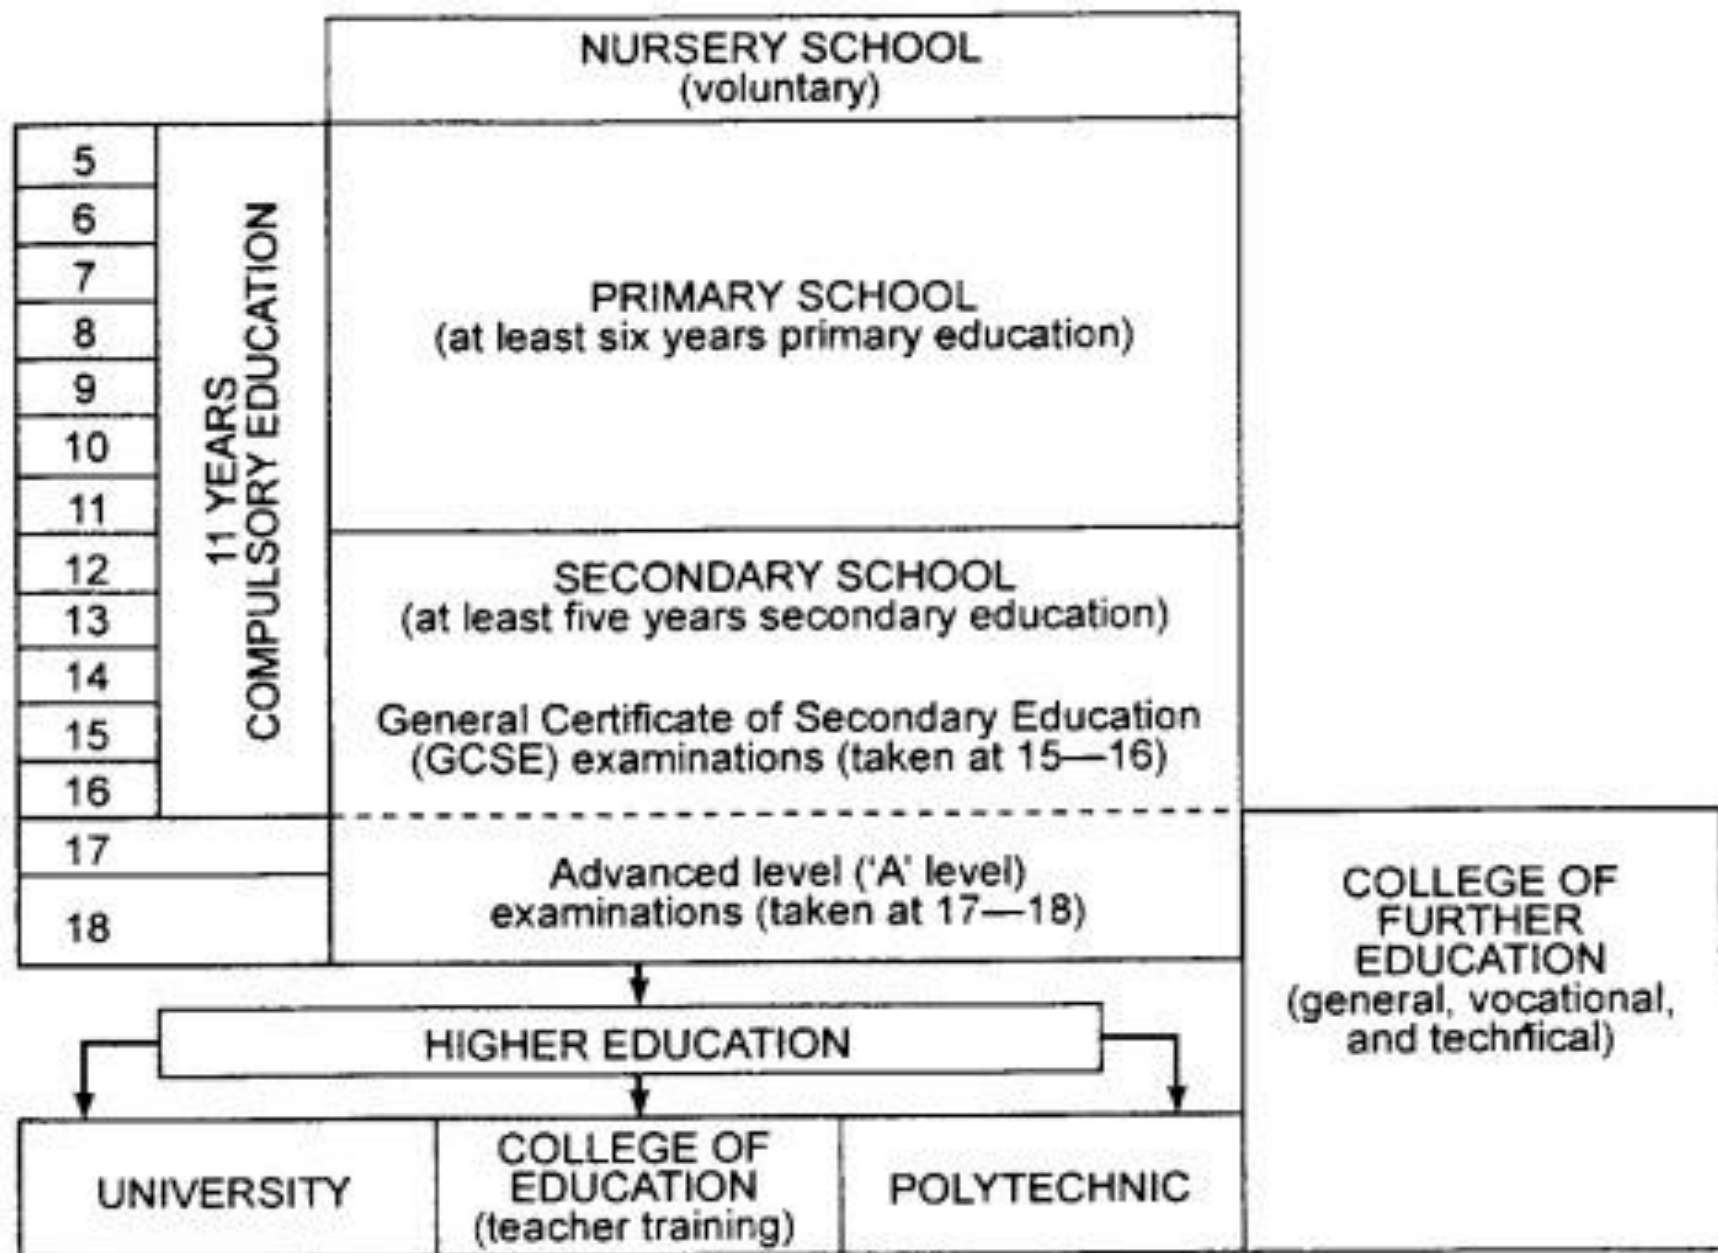 NURSERY SCHOOL
(voluntary)
5
6
7
8
9
10
11
12
13
14
15
16
17
18
11 YEARS
COMPULSORY EDUCATION
PRIMARY SCHOOL
(at least six years primary education)
SECONDARY SCHOOL
(at least five years secondary education)
General Certificate of Secondary Education
(GCSE) examinations (taken at 15—16)
Advanced level (‘A’ level)
examinations (taken at 17—18)
COLLEGE OF
FURTHER
EDUCATION
(general, vocational,
and technical)
HIGHER EDUCATION
UNIVERSITY
COLLEGE OF
EDUCATION
(teacher training)
POLYTECHNIC